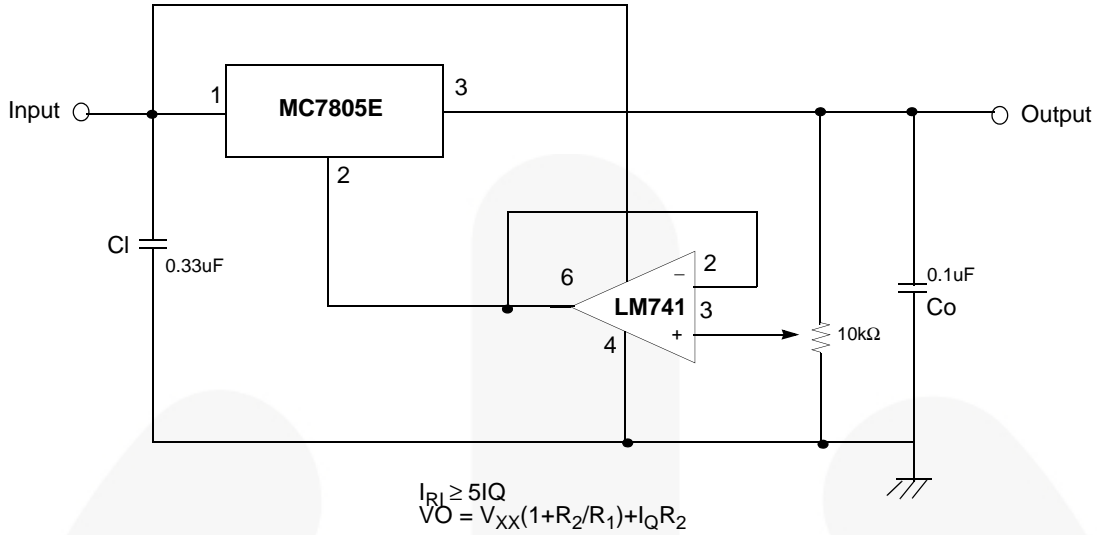 Input
1
MC7805E
3
Output
2
CI
0.33uF
6
−
2
LM741
3
+
4
10kΩ
0.1uF
Co
I_RI ≥ 5IQ
VO = V_XX(1+R_2/R_1)+I_QR_2